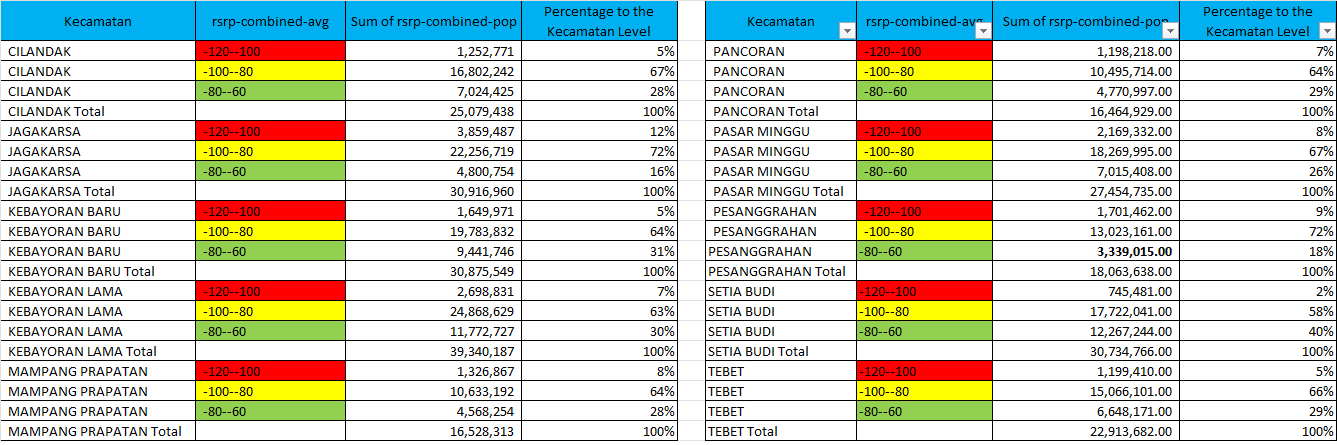 Kecamatan rsrp-combined-avg Sum of rsrp-combined-pop Percentage to the Kecamatan Level
CILANDAK -120--100 1,252,771 5%
CILANDAK -100--80 16,802,242 67%
CILANDAK -80--60 7,024,425 28%
CILANDAK Total 25,079,438 100%
JAGAKARSA -120--100 3,859,487 12%
JAGAKARSA -100--80 22,256,719 72%
JAGAKARSA -80--60 4,800,754 16%
JAGAKARSA Total 30,916,960 100%
KEBAYORAN BARU -120--100 1,649,971 5%
KEBAYORAN BARU -100--80 19,783,832 64%
KEBAYORAN BARU -80--60 9,441,746 31%
KEBAYORAN BARU Total 30,875,549 100%
KEBAYORAN LAMA -120--100 2,698,831 7%
KEBAYORAN LAMA -100--80 24,868,629 63%
KEBAYORAN LAMA -80--60 11,772,727 30%
KEBAYORAN LAMA Total 39,340,187 100%
MAMPANG PRAPATAN -120--100 1,326,867 8%
MAMPANG PRAPATAN -100--80 10,633,192 64%
MAMPANG PRAPATAN -80--60 4,568,254 28%
MAMPANG PRAPATAN Total 16,528,313 100%
Kecamatan rsrp-combined-avg Sum of rsrp-combined-pop Percentage to the Kecamatan Level
PANCORAN -120--100 1,198,218.00 7%
PANCORAN -100--80 10,495,714.00 64%
PANCORAN -80--60 4,770,997.00 29%
PANCORAN Total 16,464,929.00 100%
PASAR MINGGU -120--100 2,169,332.00 8%
PASAR MINGGU -100--80 18,269,995.00 67%
PASAR MINGGU -80--60 7,015,408.00 26%
PASAR MINGGU Total 27,454,735.00 100%
PESANGGRAHAN -120--100 1,701,462.00 9%
PESANGGRAHAN -100--80 13,023,161.00 72%
PESANGGRAHAN -80--60 3,339,015.00 18%
PESANGGRAHAN Total 18,063,638.00 100%
SETIA BUDI -120--100 745,481.00 2%
SETIA BUDI -100--80 17,722,041.00 58%
SETIA BUDI -80--60 12,267,244.00 40%
SETIA BUDI Total 30,734,766.00 100%
TEBET -120--100 1,199,410.00 5%
TEBET -100--80 15,066,101.00 66%
TEBET -80--60 6,648,171.00 29%
TEBET Total 22,913,682.00 100%